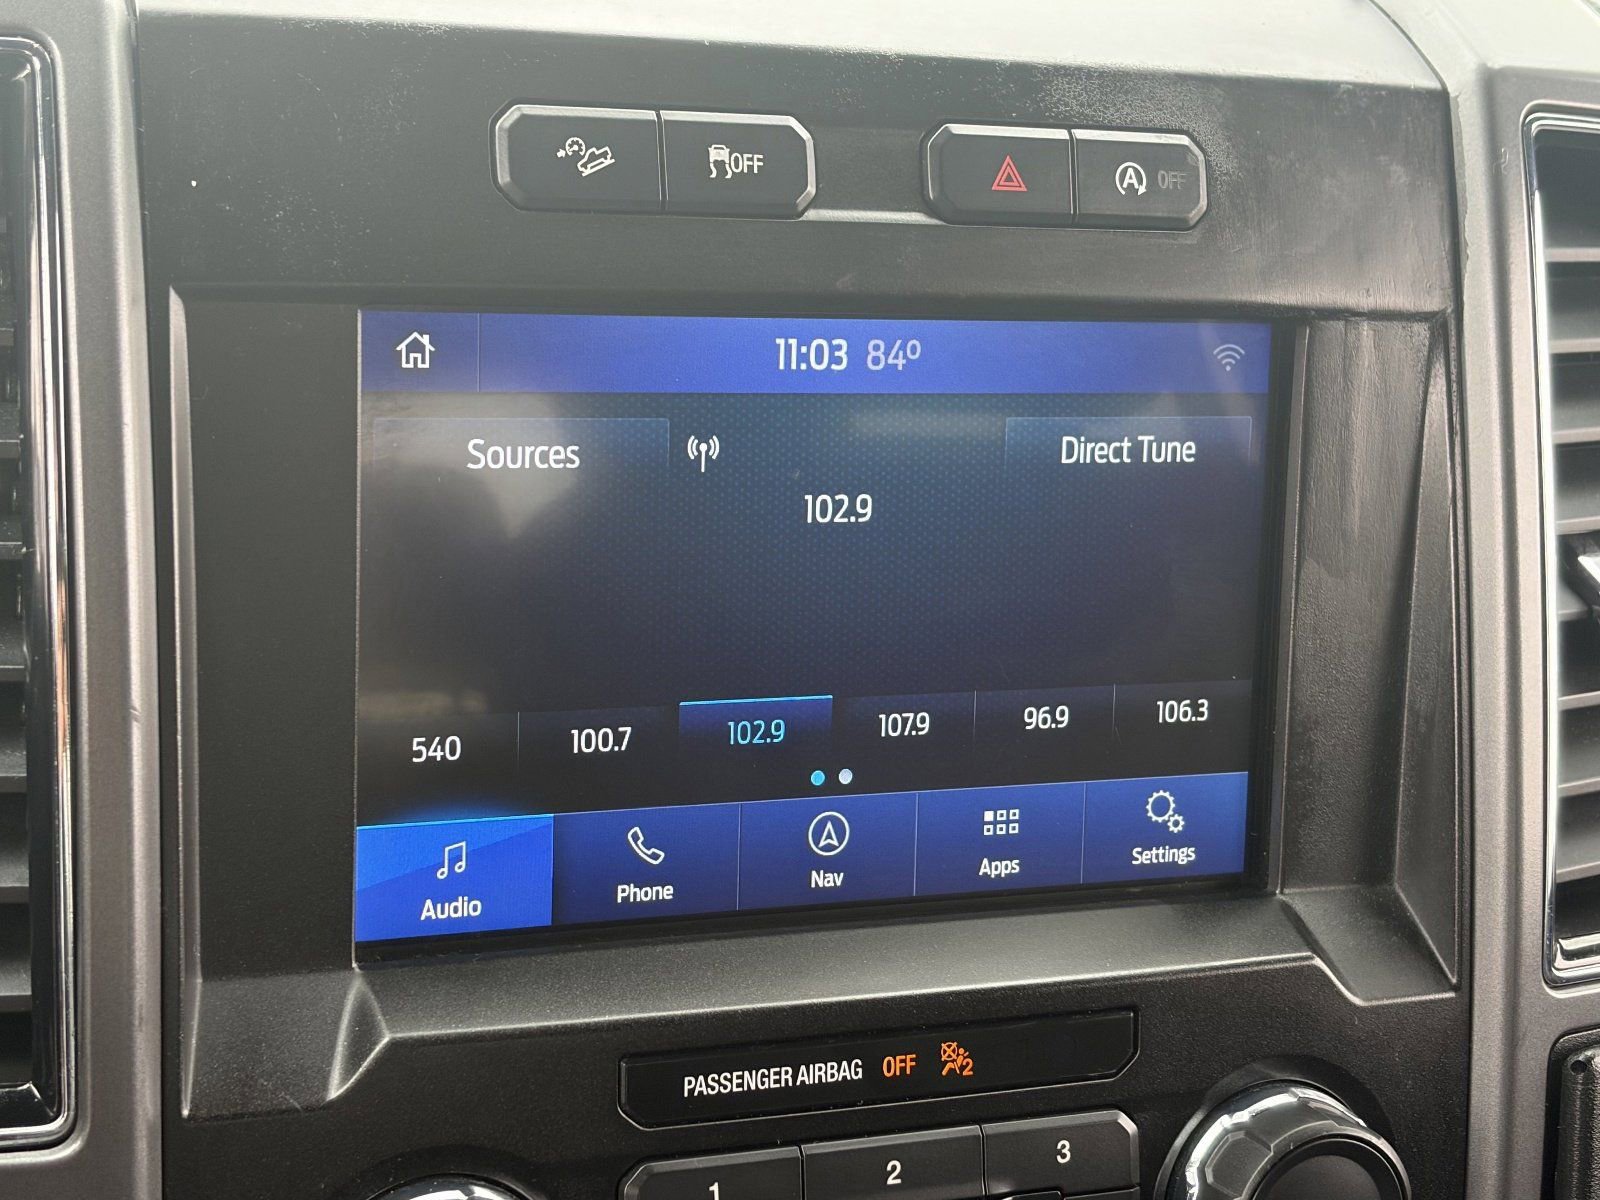 OFF
A OFF
11:03 84°
Sources
Direct Tune
102.9
540 100.7 102.9 107.9 96.9 106.3
Audio Phone Nav Apps Settings
PASSENGER AIRBAG OFF 2
1 2 3